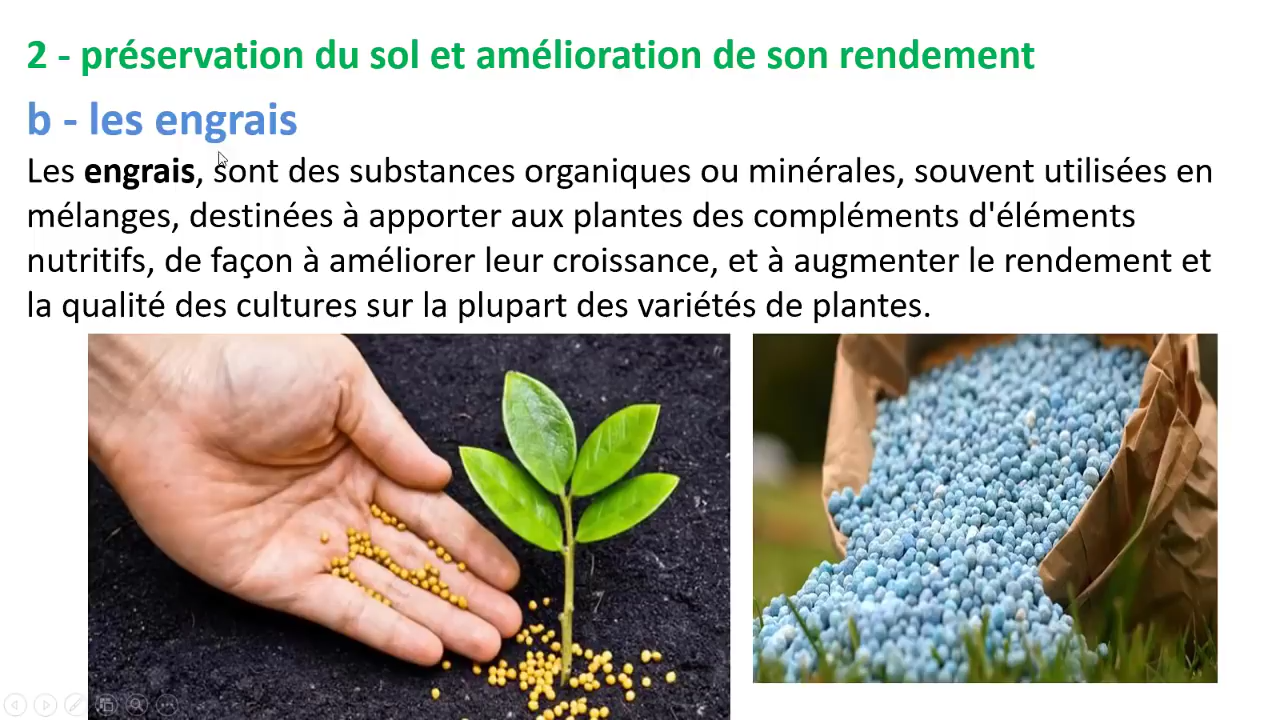 2 - préservation du sol et amélioration de son rendement
b - les engrais
Les engrais, sont des substances organiques ou minérales, souvent utilisées en
mélanges, destinées à apporter aux plantes des compléments d'éléments
nutritifs, de façon à améliorer leur croissance, et à augmenter le rendement et
la qualité des cultures sur la plupart des variétés de plantes.